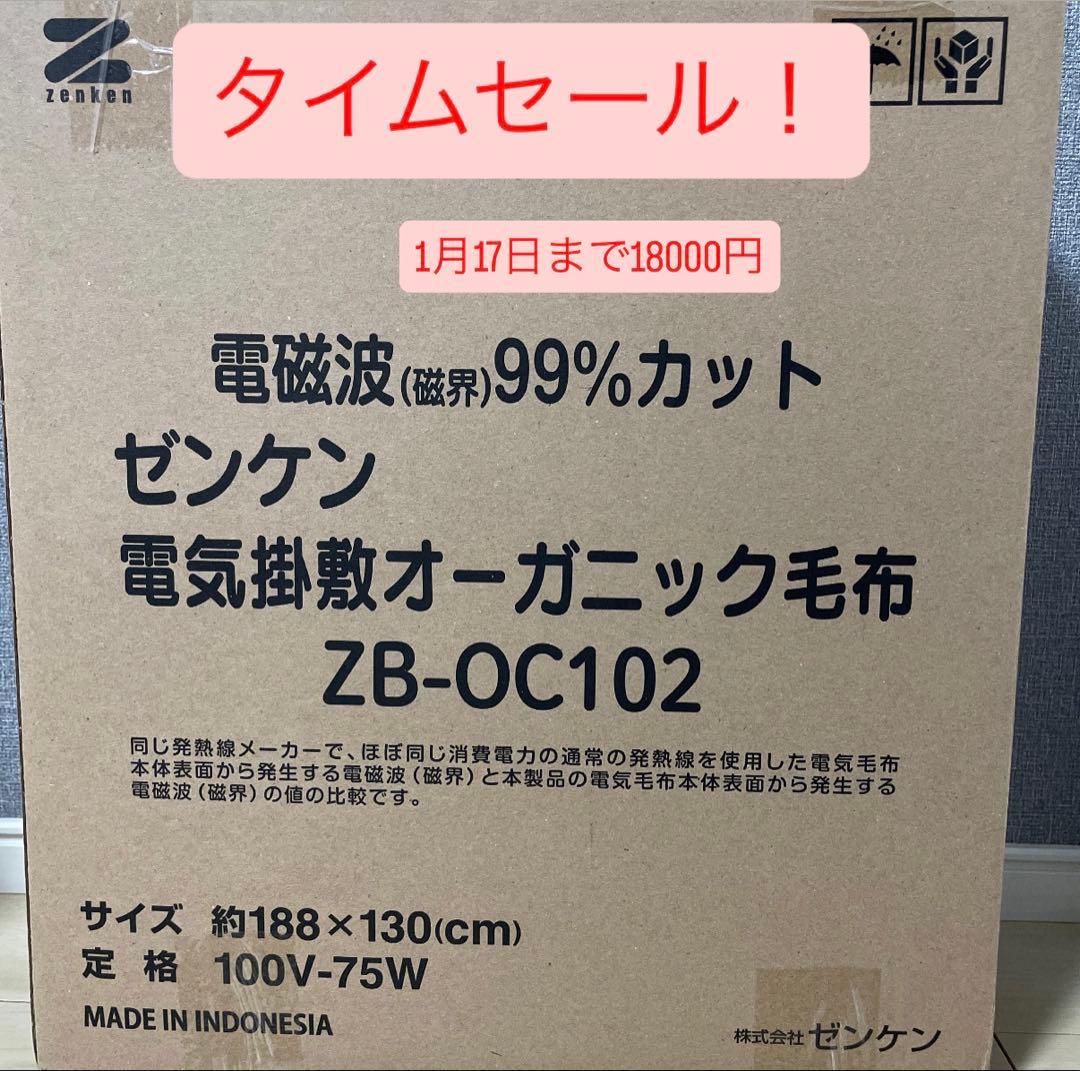 zenken
タイムセール！
1月17日まで18000円
電磁波(磁界)99%カット
ゼンケン
電気掛敷オーガニック毛布
ZB-OC102
同じ発熱線メーカーで、ほぼ同じ消費電力の通常の発熱線を使用した電気毛布
本体表面から発生する電磁波（磁界）と本製品の電気毛布本体表面から発生する
電磁波（磁界）の値の比較です。
サイズ 約188×130(cm)
定 格 100V-75W
MADE IN INDONESIA
株式会社 ゼンケン